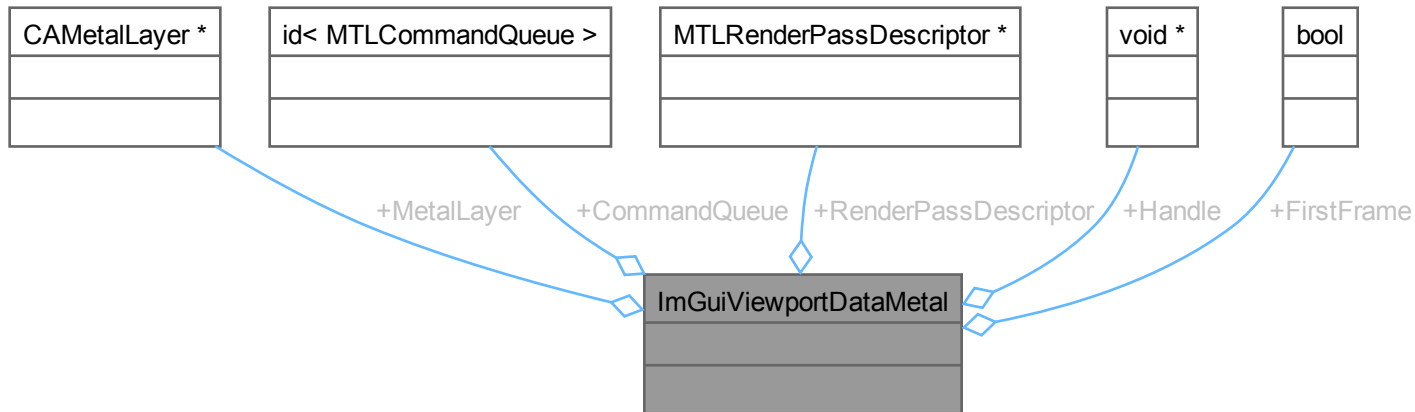 CAMetalLayer *
id< MTLCommandQueue >
MTLRenderPassDescriptor *
void *
bool
+MetalLayer
+CommandQueue
+RenderPassDescriptor
+Handle
+FirstFrame
ImGuiViewportDataMetal